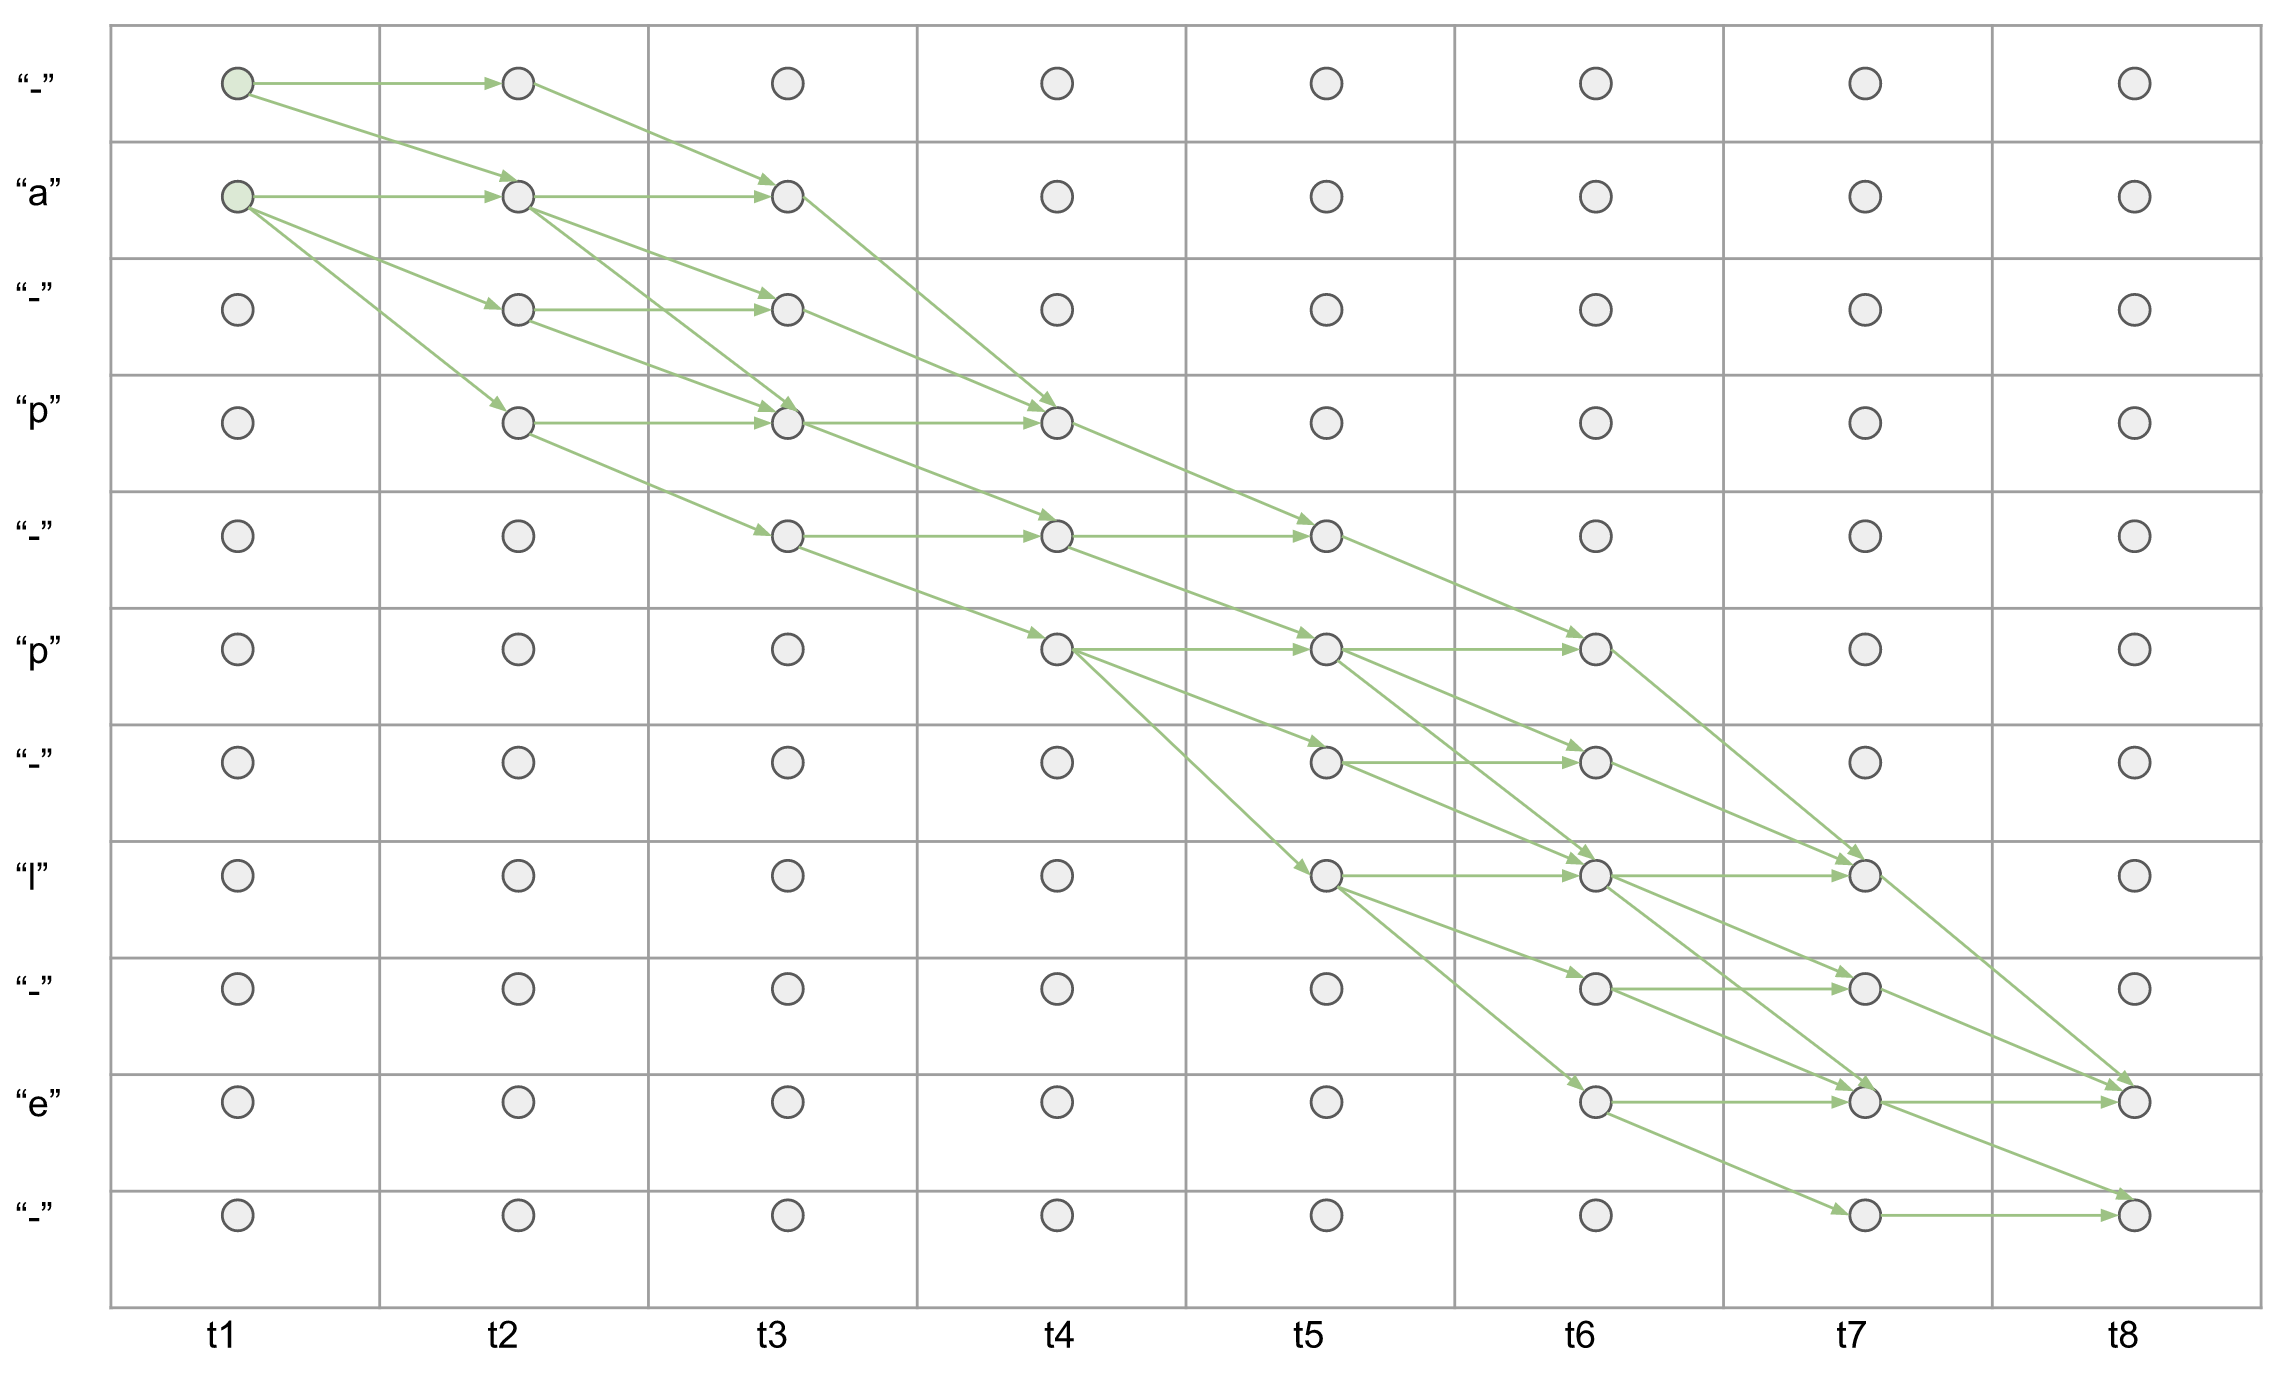 “-”
“a”
“-”
“p”
“-”
“p”
“-”
“l”
“-”
“e”
“-”
t1 t2 t3 t4 t5 t6 t7 t8